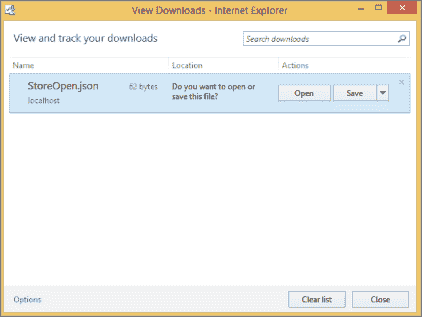 View Downloads - Internet Explorer
View and track your downloads
Search downloads
Name Location Actions
StoreOpen.json 62 bytes Do you want to open or Open Save
localhost save this file?
Options Clear list Close